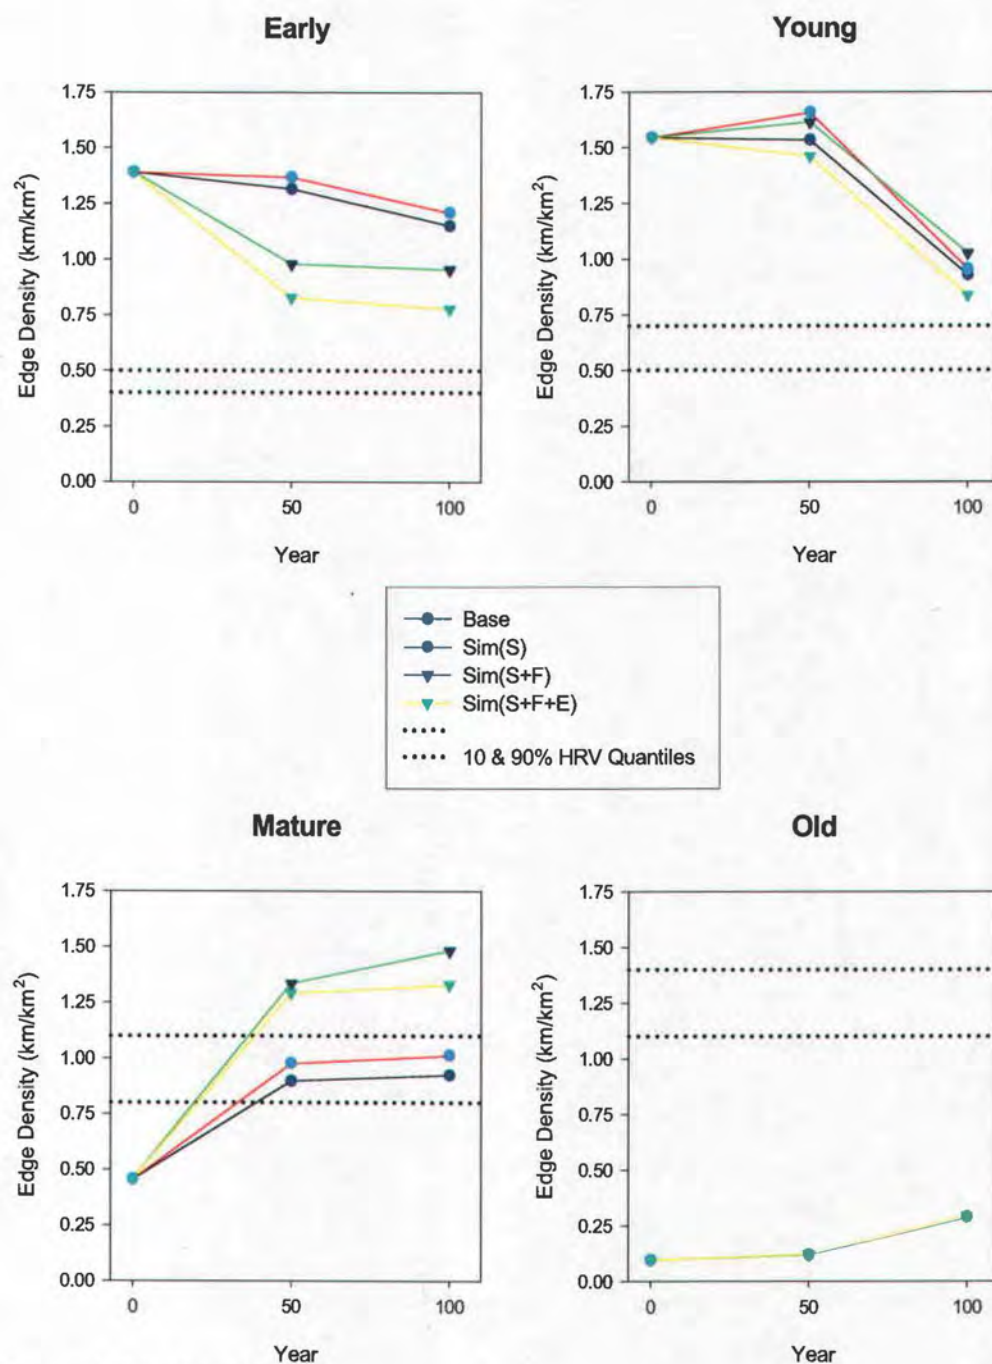 Early
Young
Edge Density (km/km²)
1.75
1.50
1.25
1.00
0.75
0.50
0.25
0.00
0
50
100
Year
Edge Density (km/km²)
1.75
1.50
1.25
1.00
0.75
0.50
0.25
0.00
0
50
100
Year
Base
Sim(S)
Sim(S+F)
Sim(S+F+E)
10 & 90% HRV Quantiles
Mature
Old
Edge Density (km/km²)
1.75
1.50
1.25
1.00
0.75
0.50
0.25
0.00
0
50
100
Year
Edge Density (km/km²)
1.75
1.50
1.25
1.00
0.75
0.50
0.25
0.00
0
50
100
Year